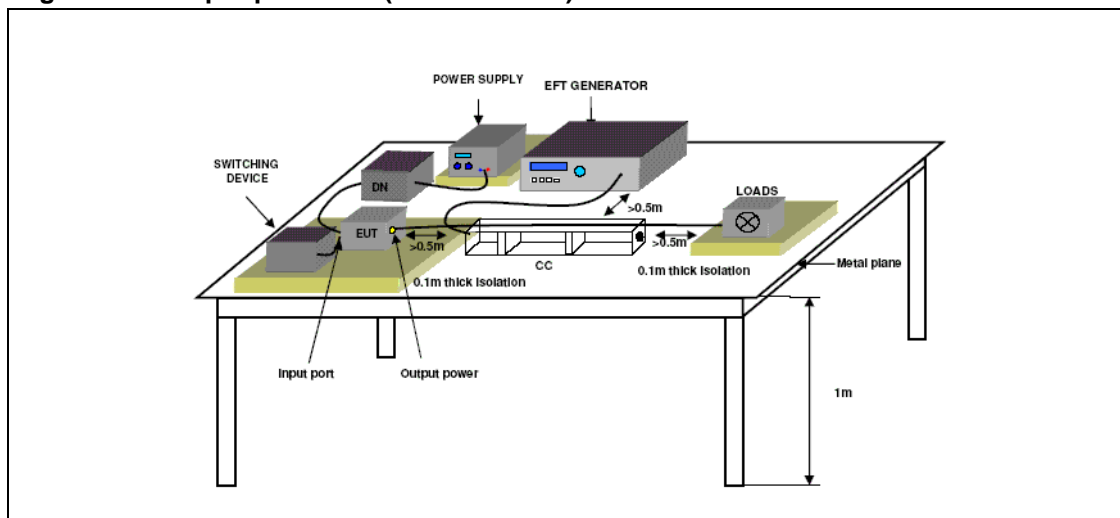 POWER SUPPLY
EFT GENERATOR
SWITCHING
DEVICE
DN
LOADS
>0.5m
EUT
>0.5m
>0.5m
CC
0.1m thick Isolation
0.1m thick Isolation
Metal plane
Input port
Output power
1m